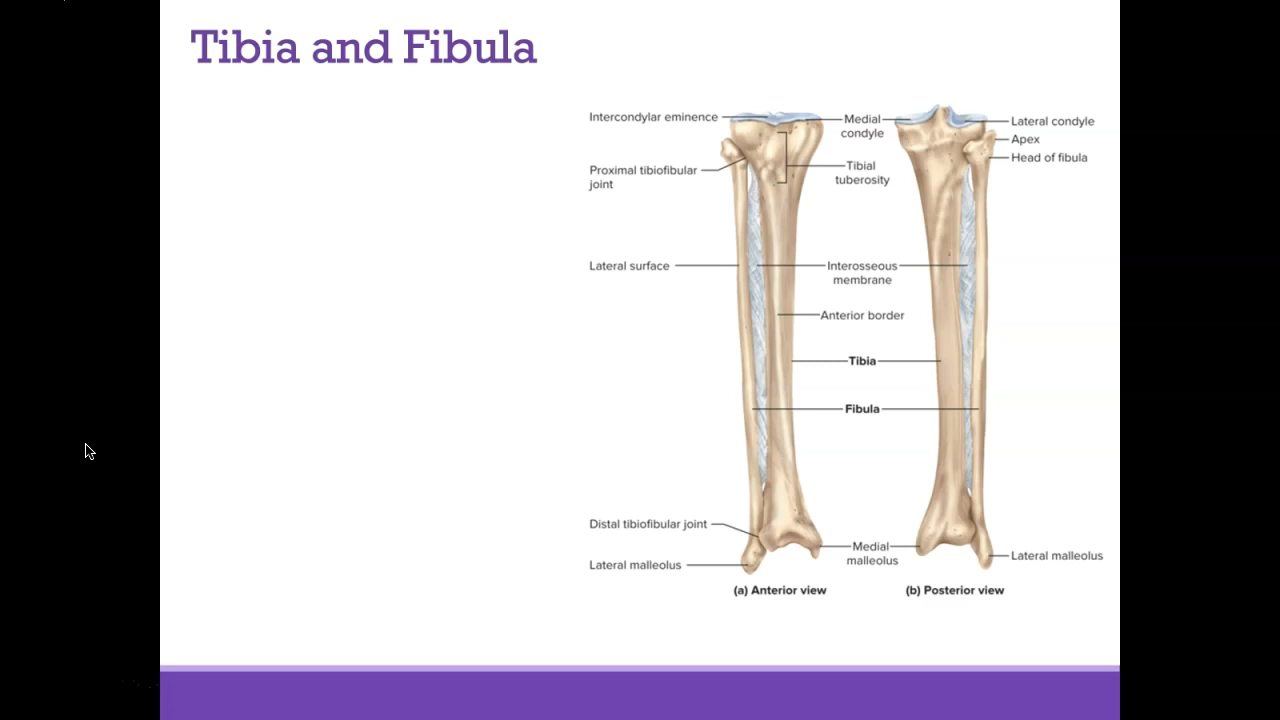 Tibia and Fibula
Intercondylar eminence
Proximal tibiofibular
joint
Lateral surface
Distal tibiofibular joint
Lateral malleolus
Medial
condyle
Tibial
tuberosity
Interosseous
membrane
Anterior border
Tibia
Fibula
Medial
malleolus
Lateral condyle
Apex
Head of fibula
Lateral malleolus
(a) Anterior view
(b) Posterior view